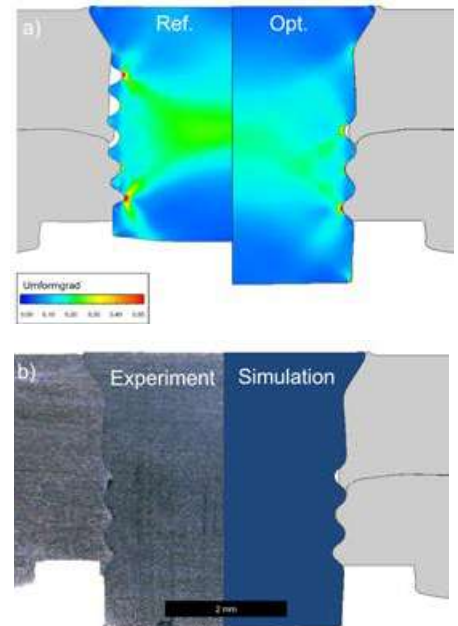 a)
Ref.
Opt.
Umformgrad
0.00 0.10 0.20 0.30 0.40 0.50
b)
Experiment
Simulation
2 mm